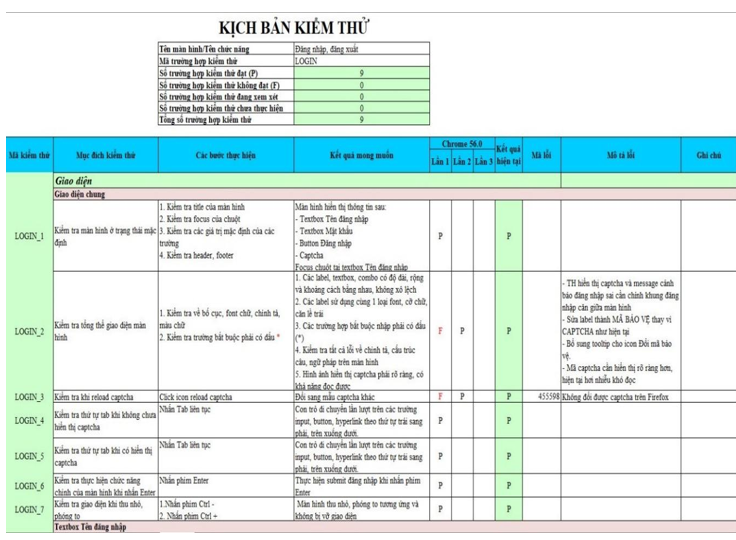 KỊCH BẢN KIỂM THỬ
Tên màn hình/Tên chức năng Đăng nhập, đăng xuất
Mã trường hợp kiểm thử LOGIN
Số trường hợp kiểm thử đạt (P) 9
Số trường hợp kiểm thử không đạt (F) 0
Số trường hợp kiểm thử đang xem xét 0
Số trường hợp kiểm thử chưa thực hiện 0
Tổng số trường hợp kiểm thử 9
Mã kiểm thử Mục đích kiểm thử Các bước thực hiện Kết quả mong muốn Chrome 56.0 Kết quả hiện tại Mã lỗi Mô tả lỗi Ghi chú
Lần 1 Lần 2 Lần 3
Giao diện
Giao diện chung
LOGIN_1
Kiểm tra màn hình ở trạng thái mặc
định
1. Kiểm tra title của màn hình
2. Kiểm tra focus của chuột
3. Kiểm tra các giá trị mặc định của các
trường
4. Kiểm tra header, footer
Màn hình hiển thị thông tin sau:
- Textbox Tên đăng nhập
- Textbox Mật khẩu
- Button Đăng nhập
- Captcha
Focus chuột tại textbox Tên đăng nhập
P P
LOGIN_2
Kiểm tra tổng thể giao diện màn
hình
1. Kiểm tra về bố cục, font chữ, chính tả,
màu chữ
2. Kiểm tra trường bắt buộc phải có dấu *
1. Các label, textbox, combo có độ dài, rộng
và khoảng cách bằng nhau, không xô lệch
2. Các label sử dụng cùng 1 loại font, cỡ chữ,
căn lề trái
3. Các trường hợp bắt buộc nhập phải có dấu
(*)
4. Kiểm tra tất cả lỗi về chính tả, cấu trúc
câu, ngữ pháp trên màn hình
5. Hình ảnh hiển thị captcha phải rõ ràng, có
khả năng đọc được
F P P
- TH hiển thị captcha và message cảnh
báo đăng nhập sai cần chỉnh khung đăng
nhập cân giữa màn hình
- Sửa label thành MÃ BẢO VỆ thay vì
CAPTCHA như hiện tại
- Bổ sung tooltip cho icon Đổi mã bảo
vệ.
- Mã captcha cần hiển thị rõ ràng hơn,
hiện tại hơi nhiễu khó đọc
LOGIN_3 Kiểm tra khi reload captcha Click icon reload captcha Đổi sang mẫu captcha khác F P P 455598 Không đổi được captcha trên Firefox
LOGIN_4
Kiểm tra thứ tự tab khi không chưa
hiển thị captcha
Nhấn Tab liên tục
Con trỏ di chuyển lần lượt trên các trường
input, button, hyperlink theo thứ tự trái sang
phải, trên xuống dưới.
P P
LOGIN_5
Kiểm tra thứ tự tab khi có hiển thị
captcha
Nhấn Tab liên tục
Con trỏ di chuyển lần lượt trên các trường
input, button, hyperlink theo thứ tự trái sang
phải, trên xuống dưới.
P P
LOGIN_6
Kiểm tra thực hiện chức năng
chính của màn hình khi nhấn Enter
Nhấn phím Enter
Thực hiện submit đăng nhập khi nhấn phím
Enter
P P
LOGIN_7
Kiểm tra giao diện khi thu nhỏ,
phóng to
1.Nhấn phím Ctrl -
2. Nhấn phím Ctrl +
Màn hình thu nhỏ, phóng to tương ứng và
không bị vỡ giao diện
P P
Textbox Tên đăng nhập